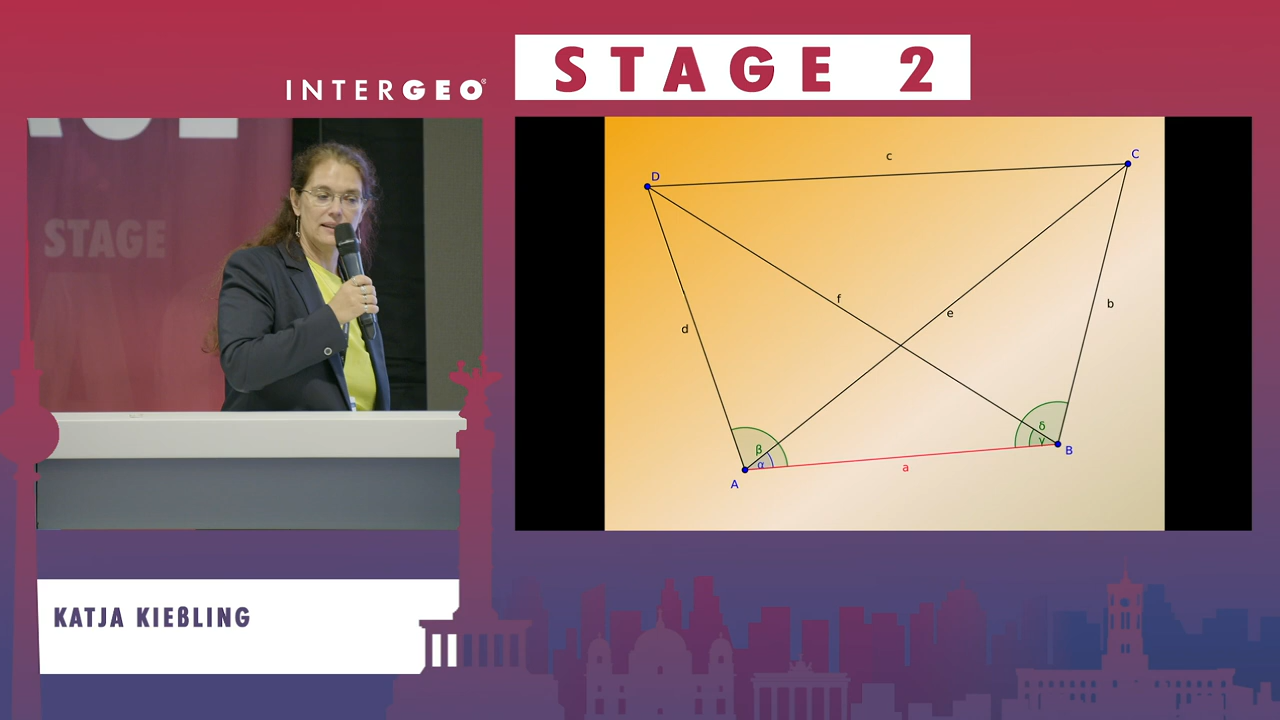 INTERGEO®
STAGE 2
STAGE
KATJA KIEßLING
D
c
C
f
e
d
b
β
α
A
a
δ
γ
B